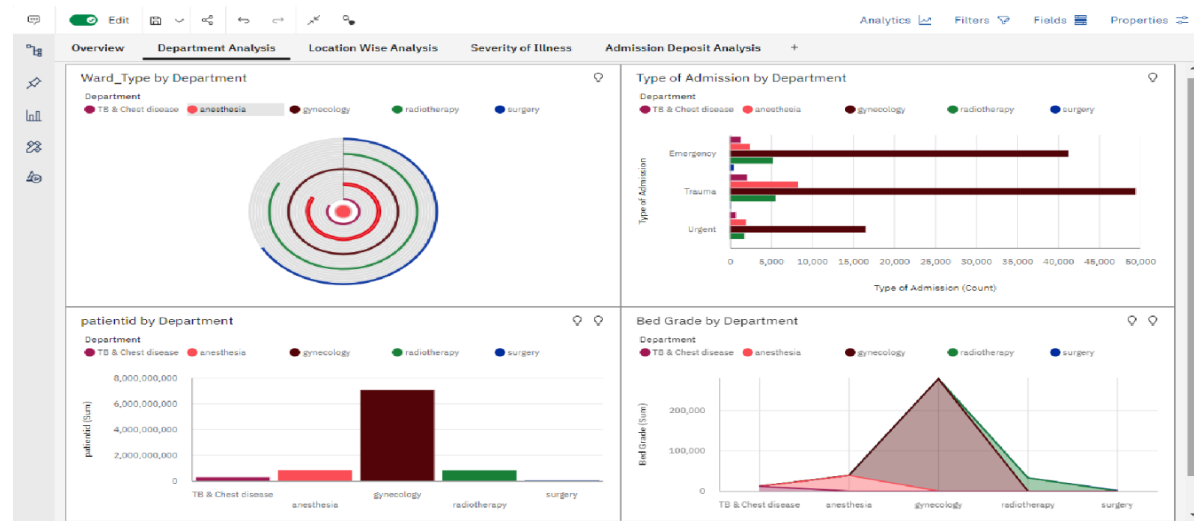 Edit
Analytics
Filters
Fields
Properties
Overview
Department Analysis
Location Wise Analysis
Severity of Illness
Admission Deposit Analysis
+
Ward_Type by Department
Department
TB & Chest disease anesthesia gynecology radiotherapy surgery
Type of Admission by Department
Department
TB & Chest disease anesthesia gynecology radiotherapy surgery
Type of Admission
Emergency
Trauma
Urgent
0 5,000 10,000 15,000 20,000 25,000 30,000 35,000 40,000 45,000 50,000
Type of Admission (Count)
patientid by Department
Department
TB & Chest disease anesthesia gynecology radiotherapy surgery
patientid (Sum)
8,000,000,000
6,000,000,000
4,000,000,000
2,000,000,000
0
TB & Chest disease anesthesia gynecology radiotherapy surgery
Bed Grade by Department
Department
TB & Chest disease anesthesia gynecology radiotherapy surgery
Bed Grade (Sum)
200,000
100,000
0
TB & Chest disease anesthesia gynecology radiotherapy surgery